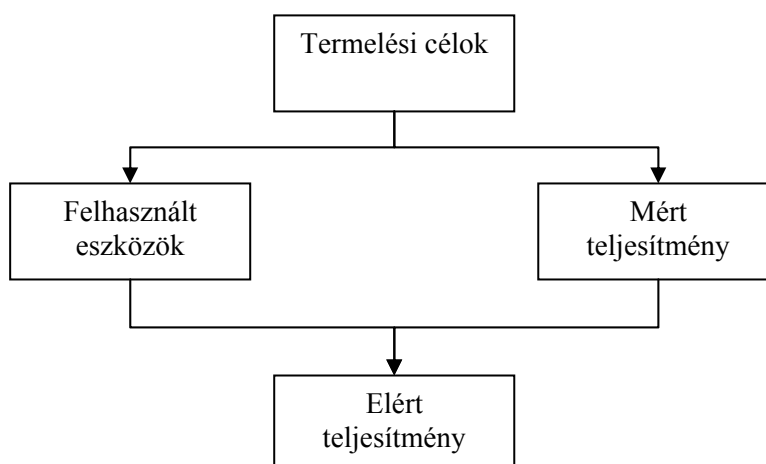 Termelési célok
Felhasznált
eszközök
Mért
teljesítmény
Elért
teljesítmény